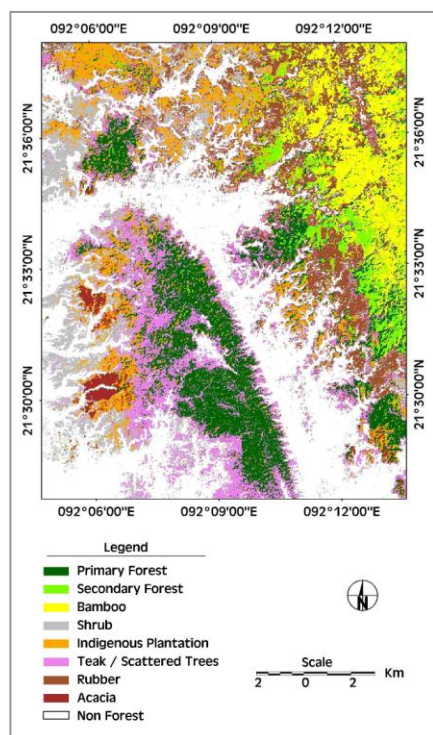 092°06'00"E 092°09'00"E 092°12'00"E
21°36'00"N 21°36'00"N
21°33'00"N 21°33'00"N
21°30'00"N 21°30'00"N
092°06'00"E 092°09'00"E 092°12'00"E
Legend
Primary Forest
Secondary Forest
Bamboo
Shrub
Indigenous Plantation
Teak / Scattered Trees
Rubber
Acacia
Non Forest
N
Scale
Km
2 0 2